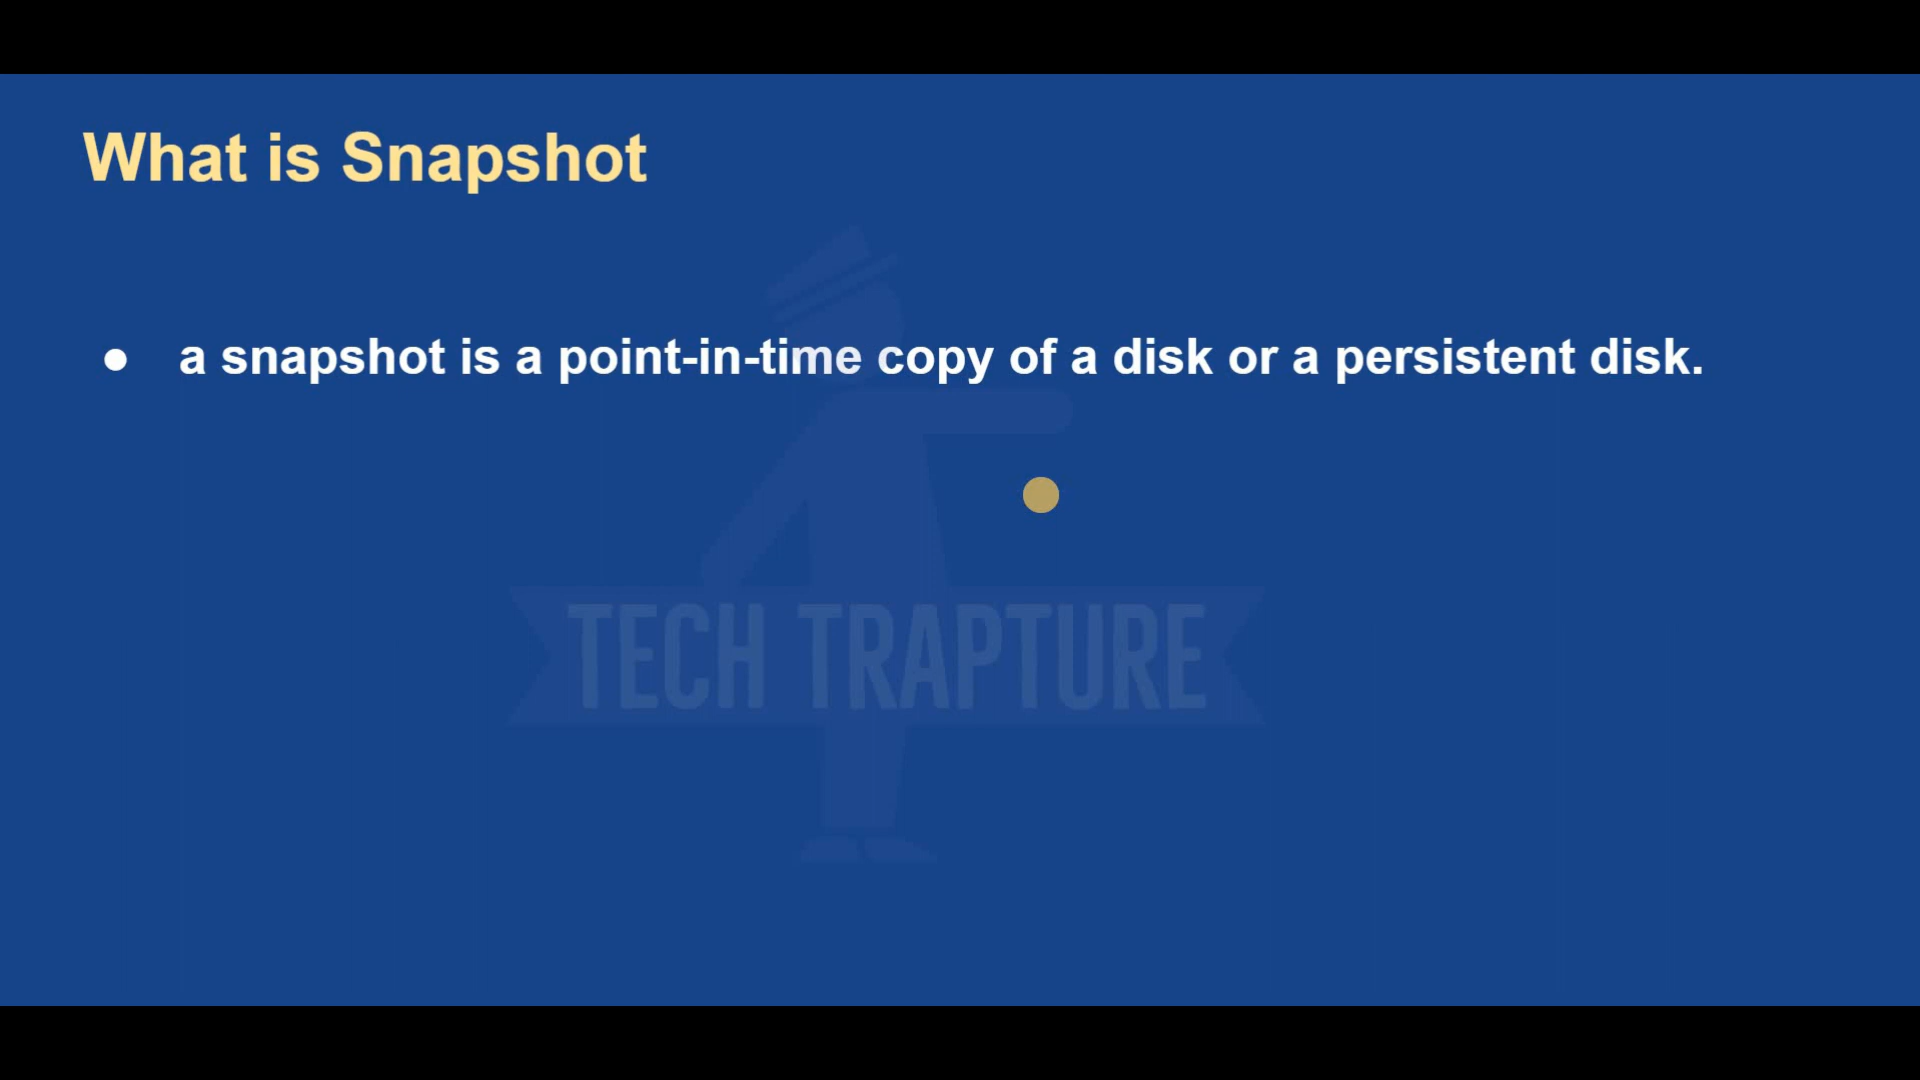 What is Snapshot
● a snapshot is a point-in-time copy of a disk or a persistent disk.
TECH TRAPTURE